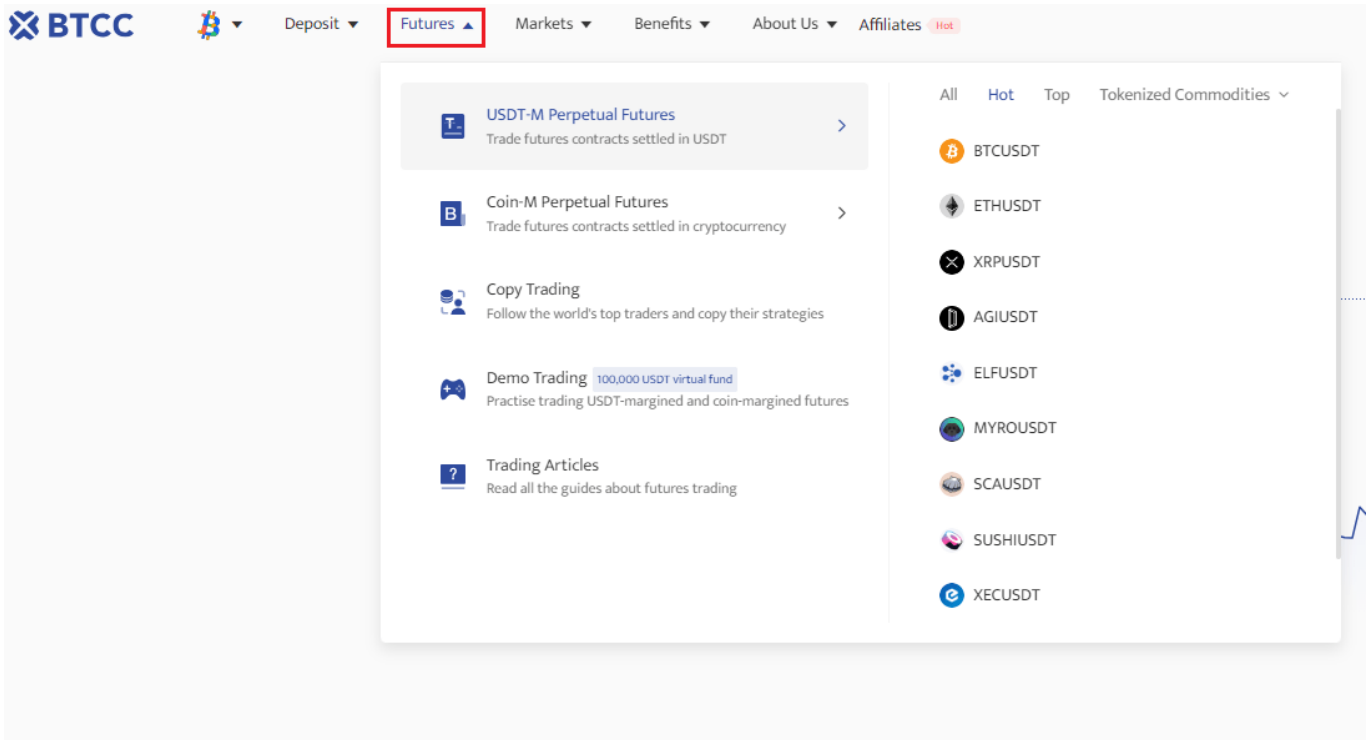 BTCC
Deposit
Futures
Markets
Benefits
About Us
Affiliates
Hot
USDT-M Perpetual Futures
Trade futures contracts settled in USDT
Coin-M Perpetual Futures
Trade futures contracts settled in cryptocurrency
Copy Trading
Follow the world's top traders and copy their strategies
Demo Trading 100,000 USDT virtual fund
Practise trading USDT-margined and coin-margined futures
Trading Articles
Read all the guides about futures trading
All Hot Top Tokenized Commodities
BTCUSDT
ETHUSDT
XRPUSDT
AGIUSDT
ELFUSDT
MYROUSDT
SCAUSDT
SUSHIUSDT
XECUSDT